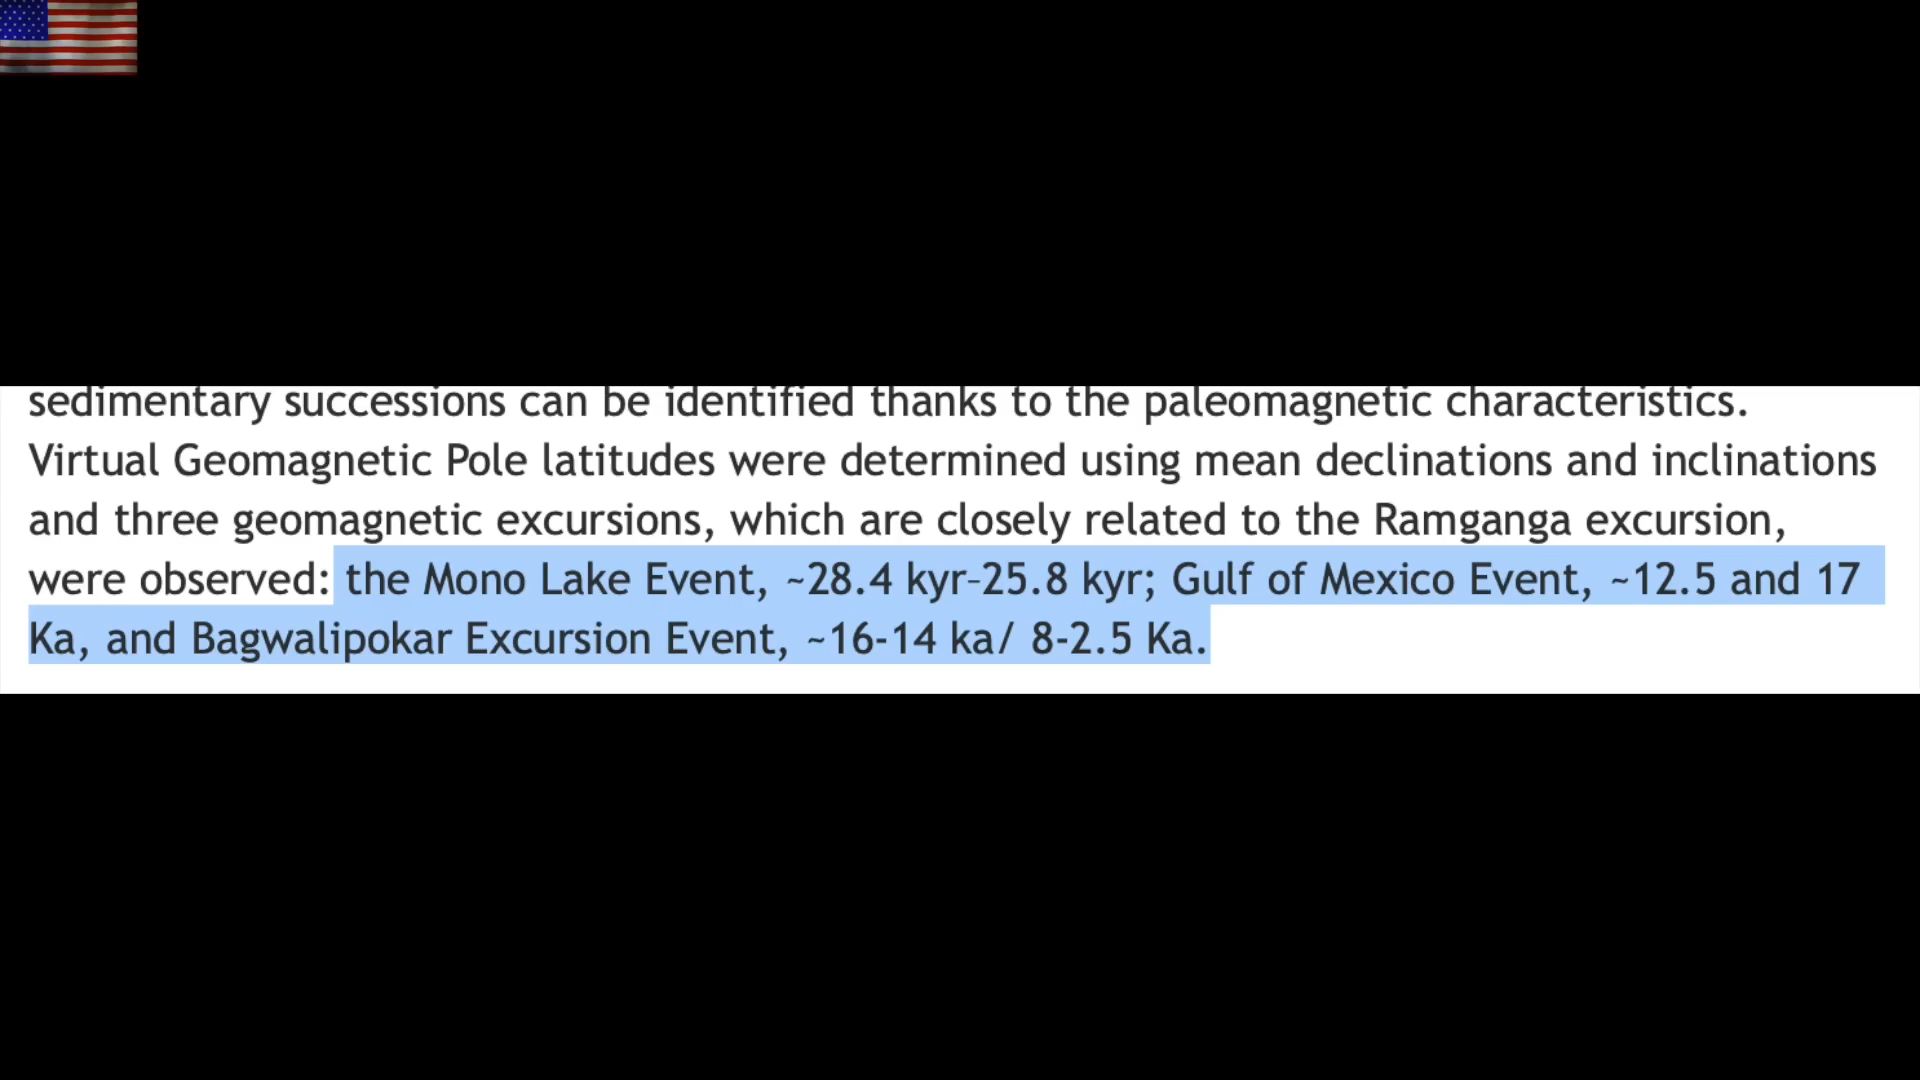 sedimentary successions can be identified thanks to the paleomagnetic characteristics.
Virtual Geomagnetic Pole latitudes were determined using mean declinations and inclinations
and three geomagnetic excursions, which are closely related to the Ramganga excursion,
were observed: the Mono Lake Event, ~28.4 kyr–25.8 kyr; Gulf of Mexico Event, ~12.5 and 17
Ka, and Bagwalipokar Excursion Event, ~16-14 ka/ 8-2.5 Ka.